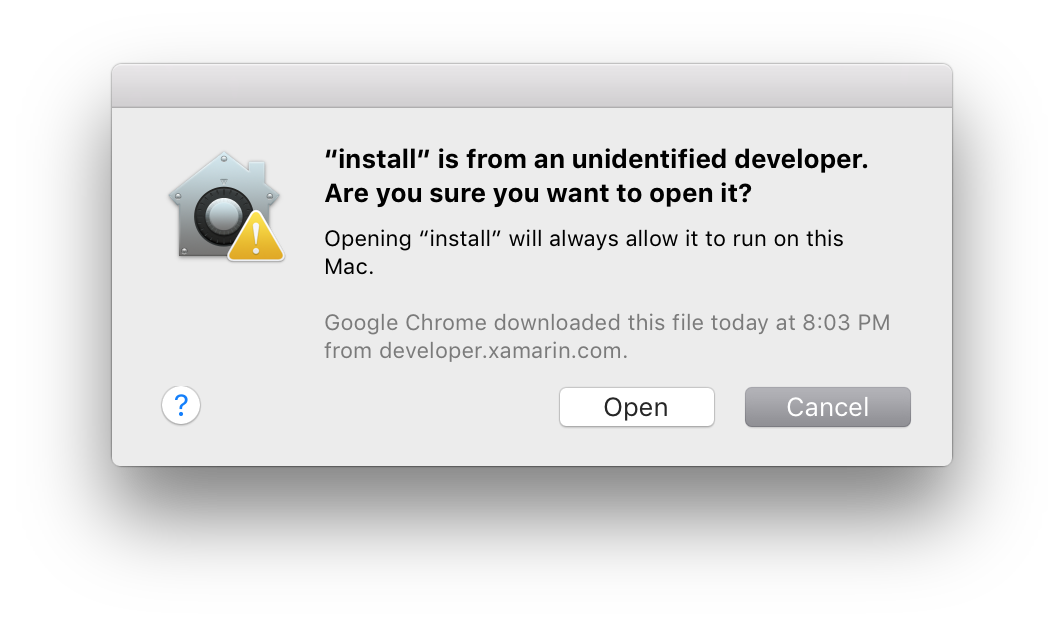 “install” is from an unidentified developer.
Are you sure you want to open it?
Opening “install” will always allow it to run on this
Mac.
Google Chrome downloaded this file today at 8:03 PM
from developer.xamarin.com.
?
Open
Cancel